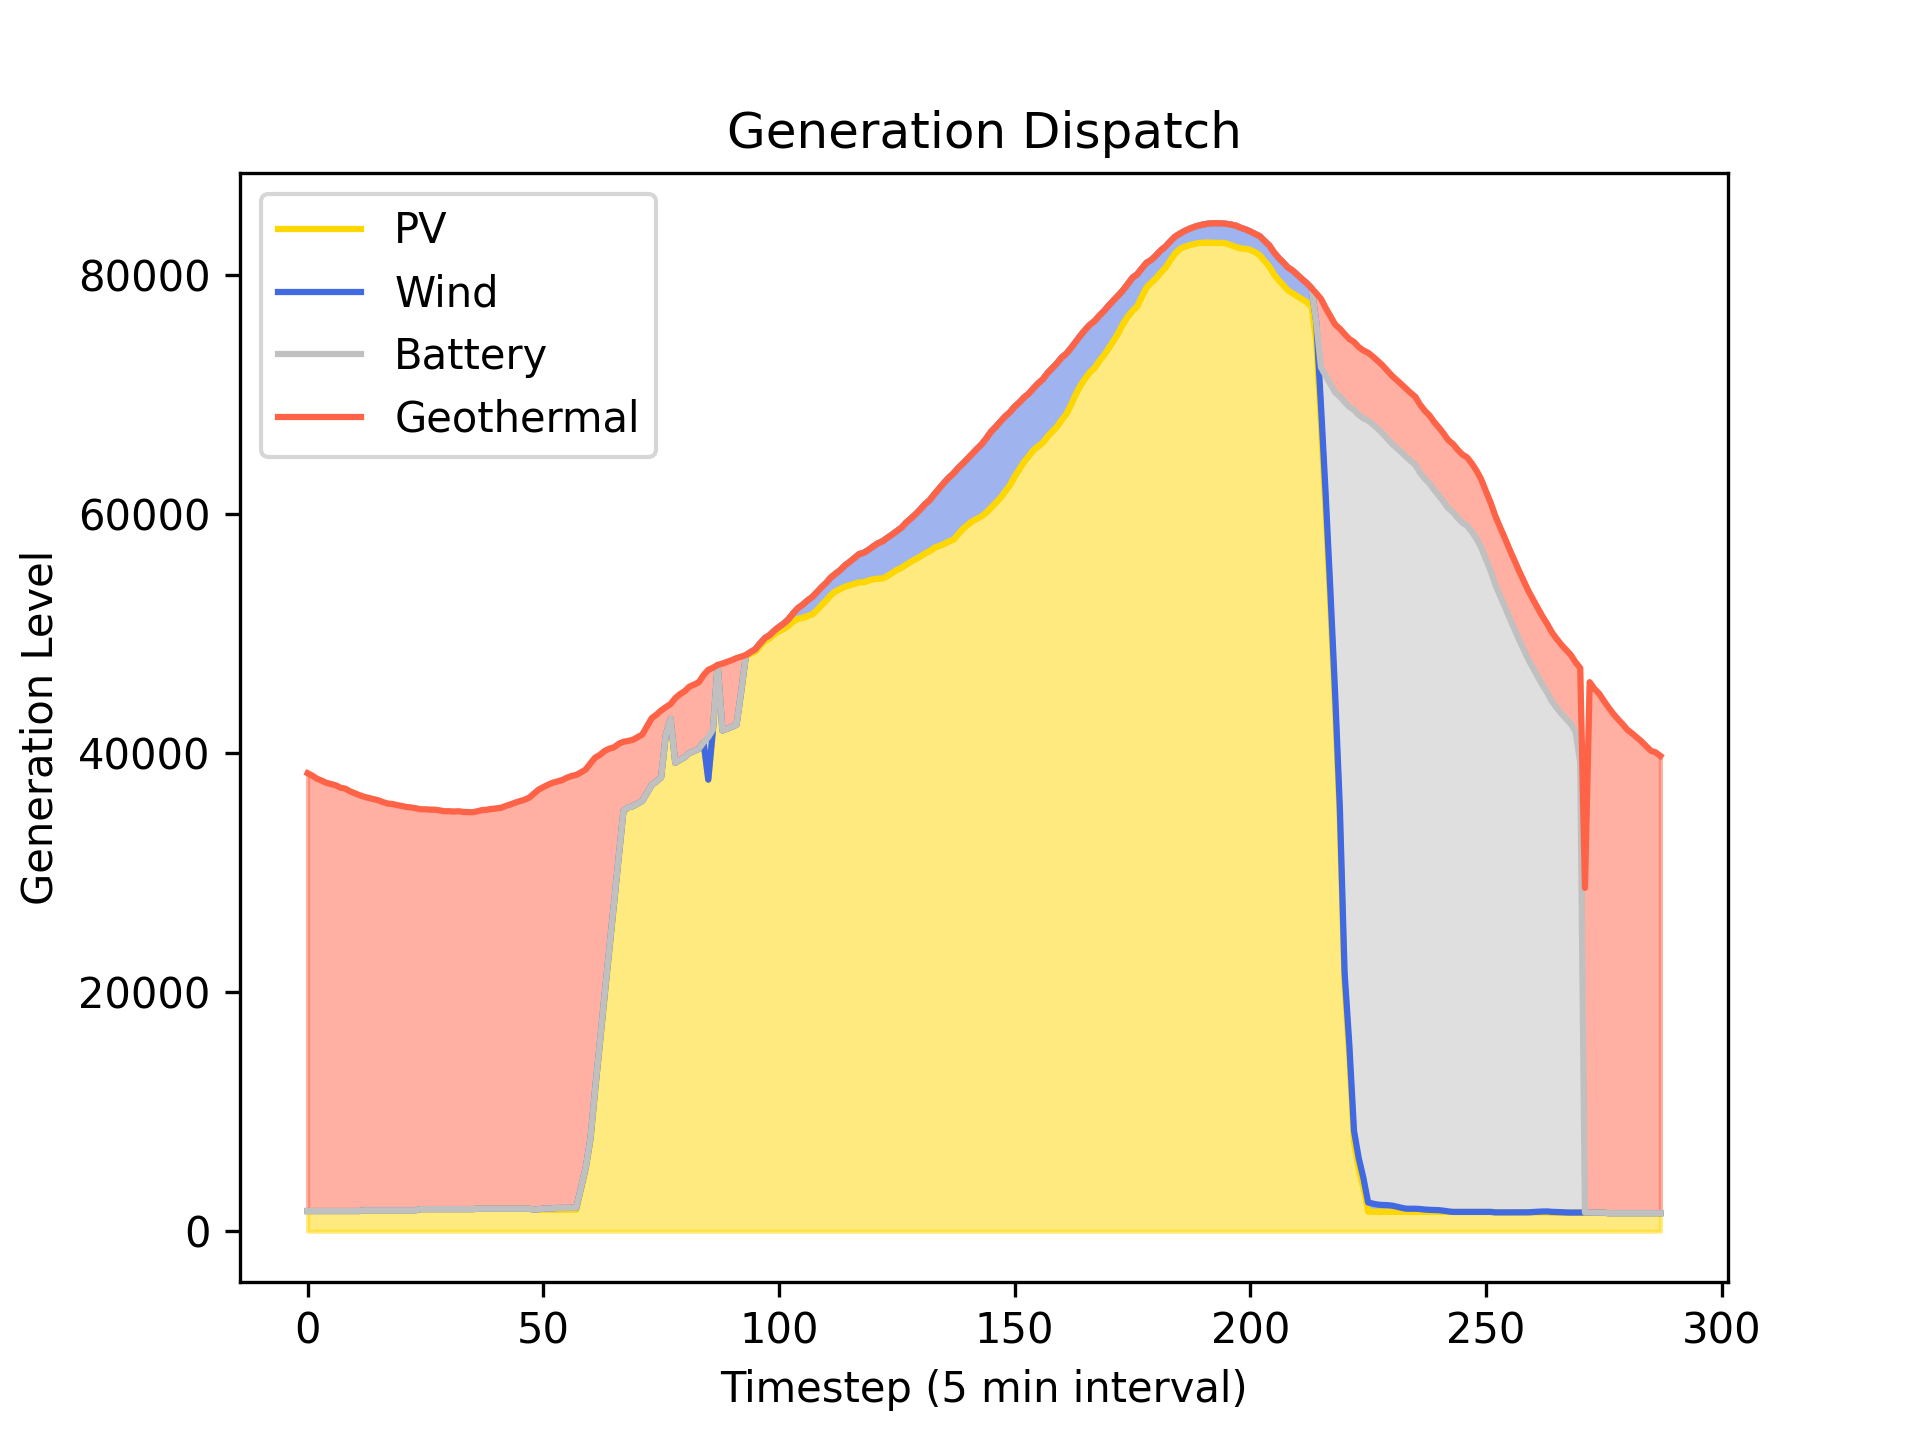 Generation Dispatch
PV
Wind
Battery
Geothermal
80000
60000
40000
20000
0
Generation Level
0 50 100 150 200 250 300
Timestep (5 min interval)